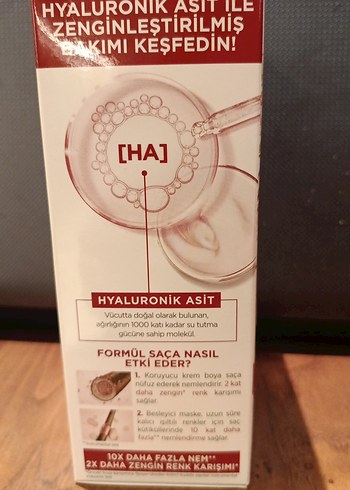 HYALURONİK ASİT İLE
ZENGİNLEŞTİRİLMİŞ
BAKIMI KEŞFEDİN!
[HA]
HYALURONİK ASİT
Vücutta doğal olarak bulunan,
ağırlığının 1000 katı kadar su tutma
gücüne sahip molekül.
FORMÜL SAÇA NASIL
ETKİ EDER?
1. Koruyucu krem boya saça
nüfuz ederek nemlendirir. 2 kat
daha zengin* renk karışımı
sağlar.
2. Besleyici maske, uzun süre
kalıcı ışıltılı renkler için saç
kütiküllerinde 10 kat daha
fazla** nemlendirme sağlar.
10X DAHA FAZLA NEM**
2X DAHA ZENGİN RENK KARIŞIMI*